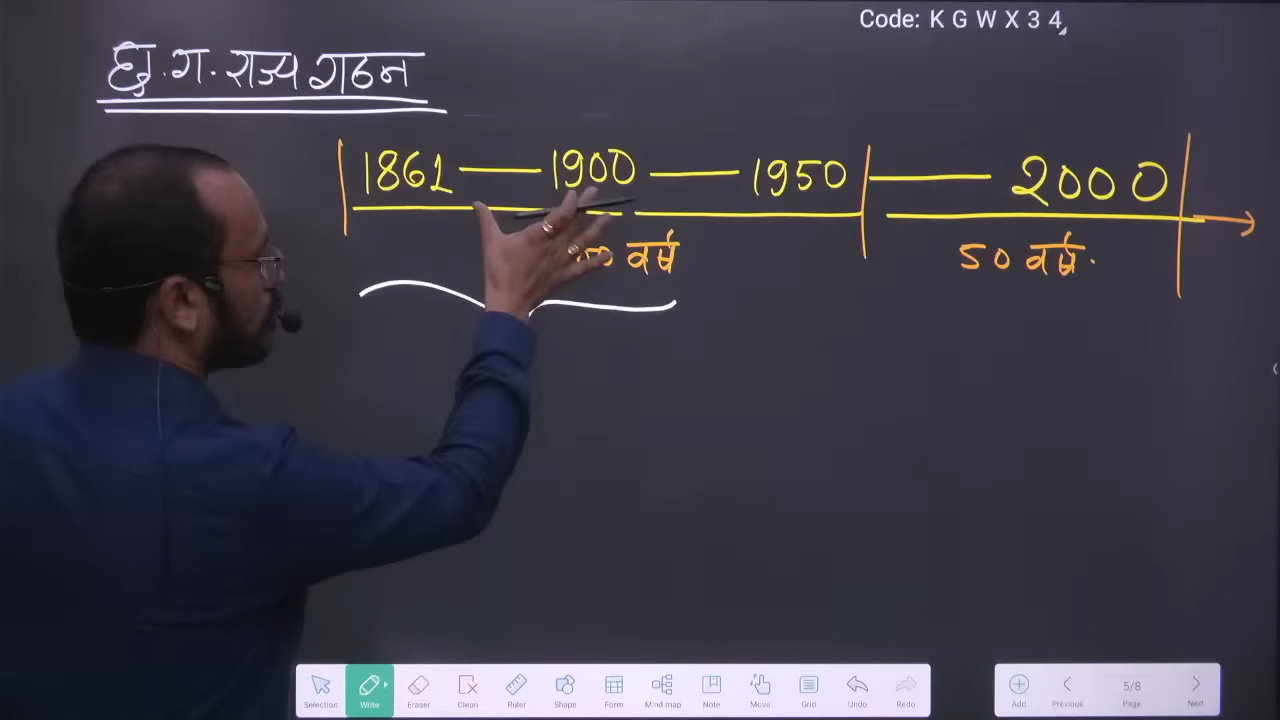 Code: K G W X 3 4
छ.ग. राज्य गठन
1861 — 1900 — 1950 — 2000
वर्ष 50 वर्ष.
Selection Write Eraser Clean Ruler Shape Form Mind map Note Move Grid Undo Redo
Add Previous 5/8 Page Next